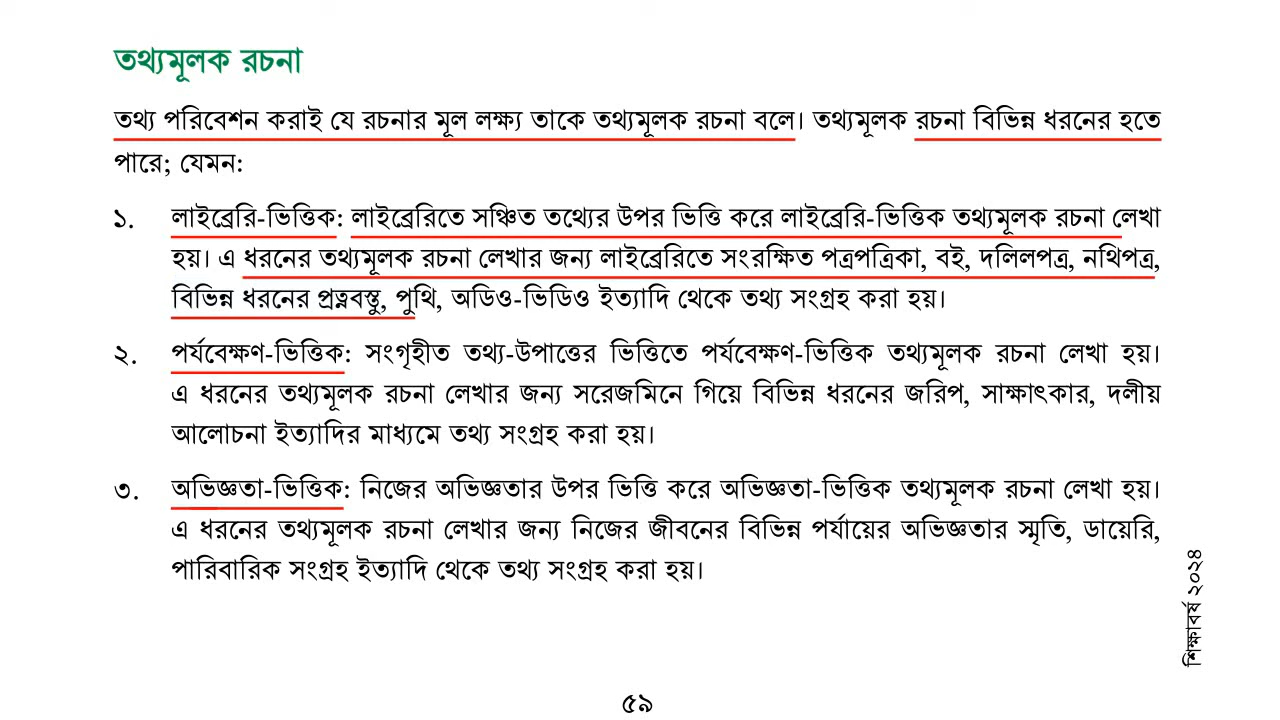 তথ্যমূলক রচনা
তথ্য পরিবেশন করাই যে রচনার মূল লক্ষ্য তাকে তথ্যমূলক রচনা বলে। তথ্যমূলক রচনা বিভিন্ন ধরনের হতে
পারে; যেমন:
১. লাইব্রেরি-ভিত্তিক: লাইব্রেরিতে সঞ্চিত তথ্যের উপর ভিত্তি করে লাইব্রেরি-ভিত্তিক তথ্যমূলক রচনা লেখা
হয়। এ ধরনের তথ্যমূলক রচনা লেখার জন্য লাইব্রেরিতে সংরক্ষিত পত্রপত্রিকা, বই, দলিলপত্র, নথিপত্র,
বিভিন্ন ধরনের প্রত্নবস্তু, পুথি, অডিও-ভিডিও ইত্যাদি থেকে তথ্য সংগ্রহ করা হয়।
২. পর্যবেক্ষণ-ভিত্তিক: সংগৃহীত তথ্য-উপাত্তের ভিত্তিতে পর্যবেক্ষণ-ভিত্তিক তথ্যমূলক রচনা লেখা হয়।
এ ধরনের তথ্যমূলক রচনা লেখার জন্য সরেজমিনে গিয়ে বিভিন্ন ধরনের জরিপ, সাক্ষাৎকার, দলীয়
আলোচনা ইত্যাদির মাধ্যমে তথ্য সংগ্রহ করা হয়।
৩. অভিজ্ঞতা-ভিত্তিক: নিজের অভিজ্ঞতার উপর ভিত্তি করে অভিজ্ঞতা-ভিত্তিক তথ্যমূলক রচনা লেখা হয়।
এ ধরনের তথ্যমূলক রচনা লেখার জন্য নিজের জীবনের বিভিন্ন পর্যায়ের অভিজ্ঞতার স্মৃতি, ডায়েরি,
পারিবারিক সংগ্রহ ইত্যাদি থেকে তথ্য সংগ্রহ করা হয়।
শিক্ষাবর্ষ ২০২৪
৫৯